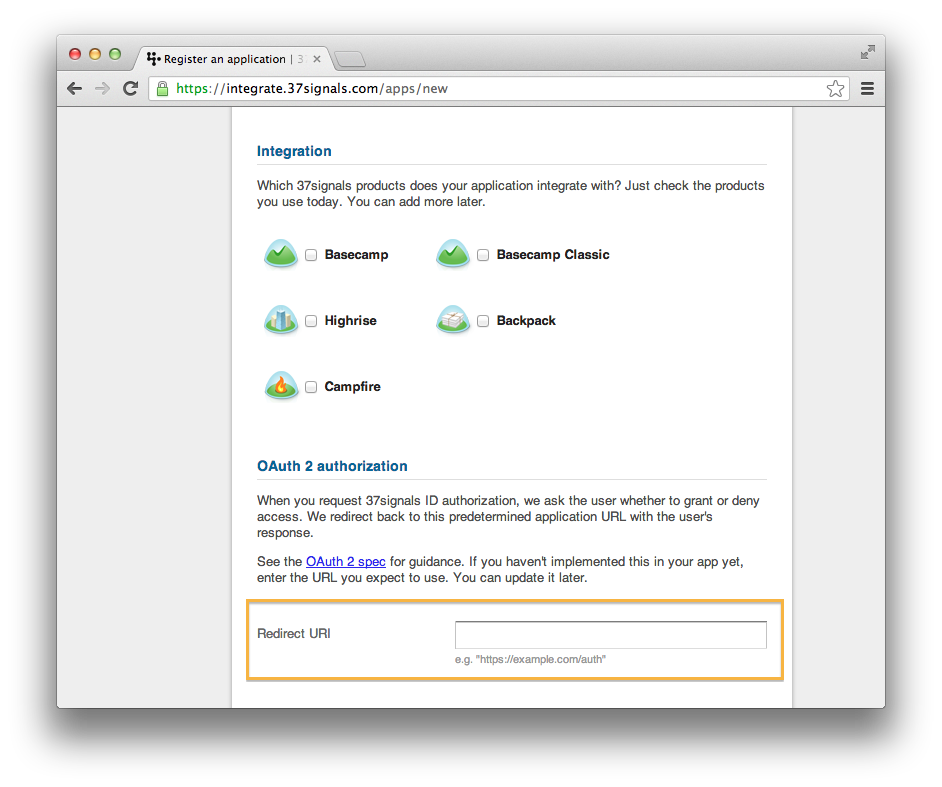 Register an application | 3
https://integrate.37signals.com/apps/new
Integration
Which 37signals products does your application integrate with? Just check the products
you use today. You can add more later.
Basecamp
Basecamp Classic
Highrise
Backpack
Campfire
OAuth 2 authorization
When you request 37signals ID authorization, we ask the user whether to grant or deny
access. We redirect back to this predetermined application URL with the user's
response.
See the OAuth 2 spec for guidance. If you haven't implemented this in your app yet,
enter the URL you expect to use. You can update it later.
Redirect URI
e.g. "https://example.com/auth"